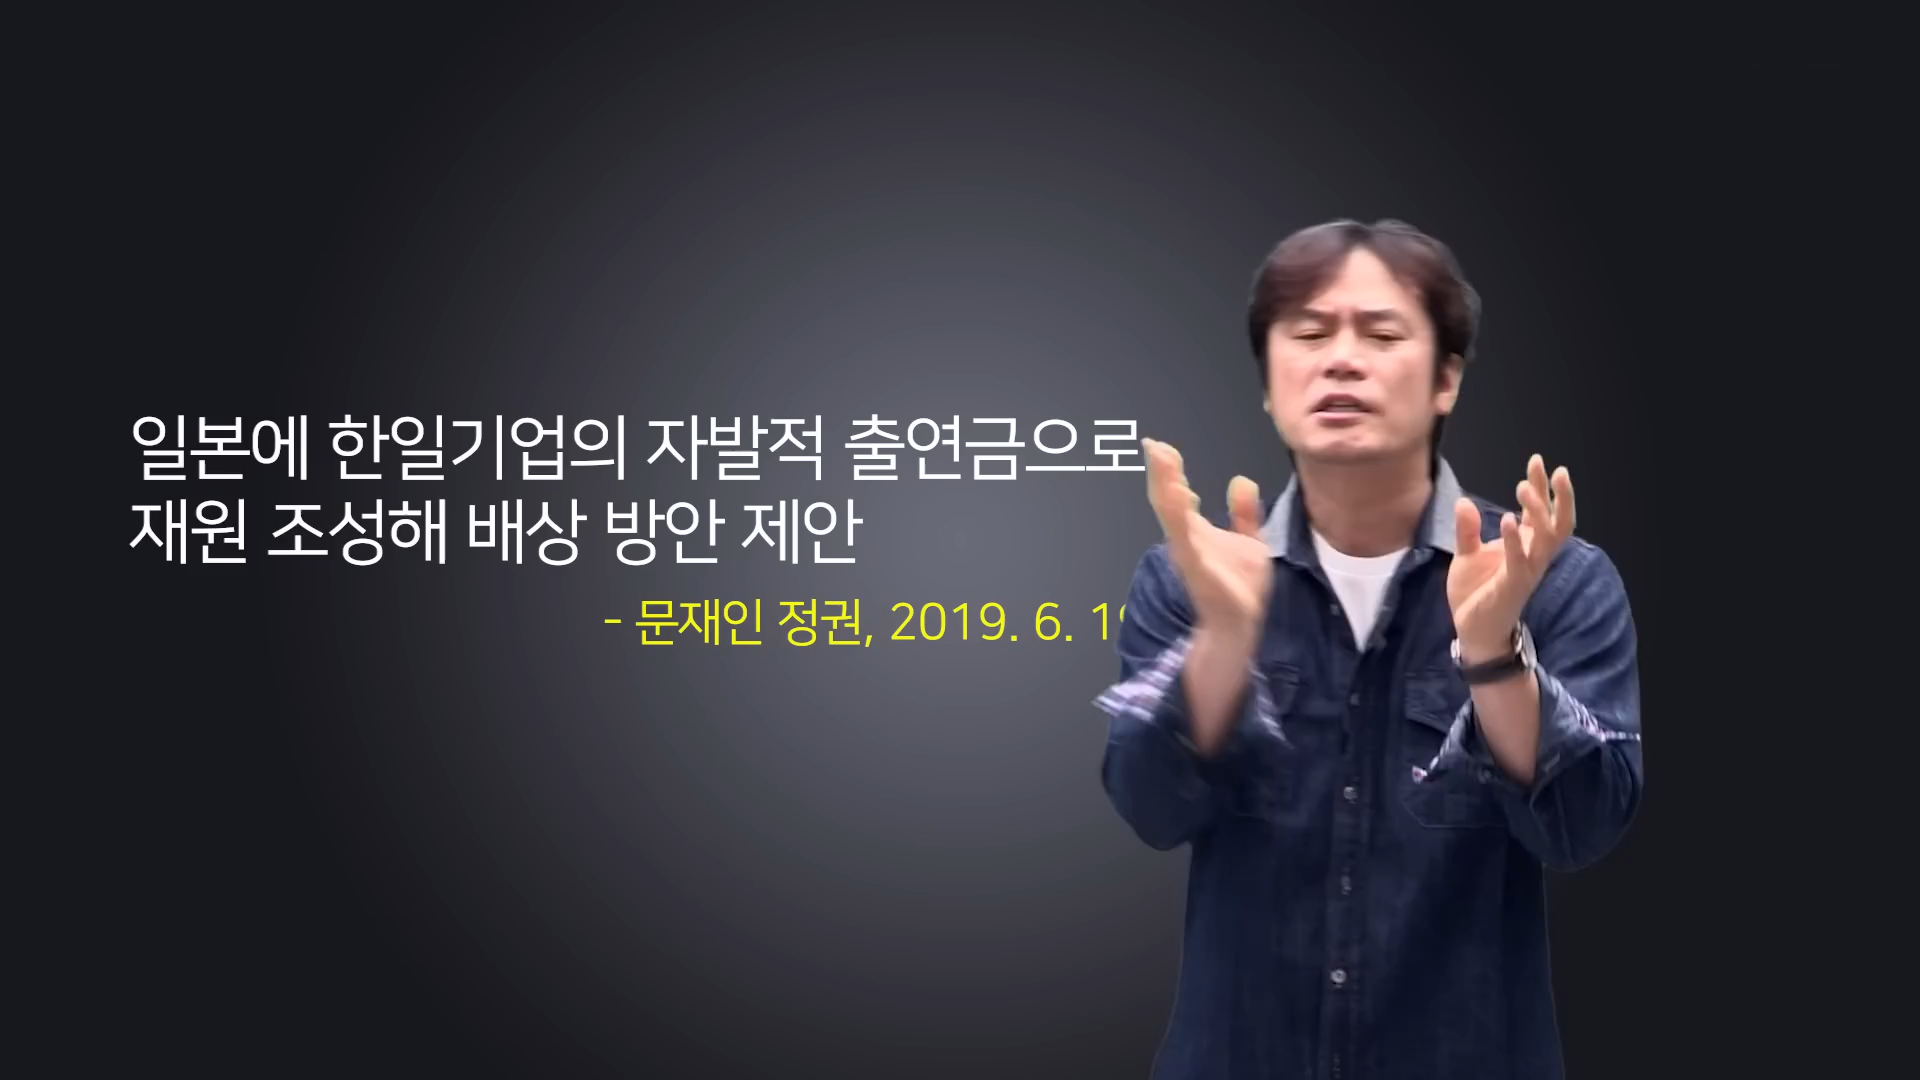 일본에 한일기업의 자발적 출연금으로
재원 조성해 배상 방안 제안
- 문재인 정권, 2019. 6.